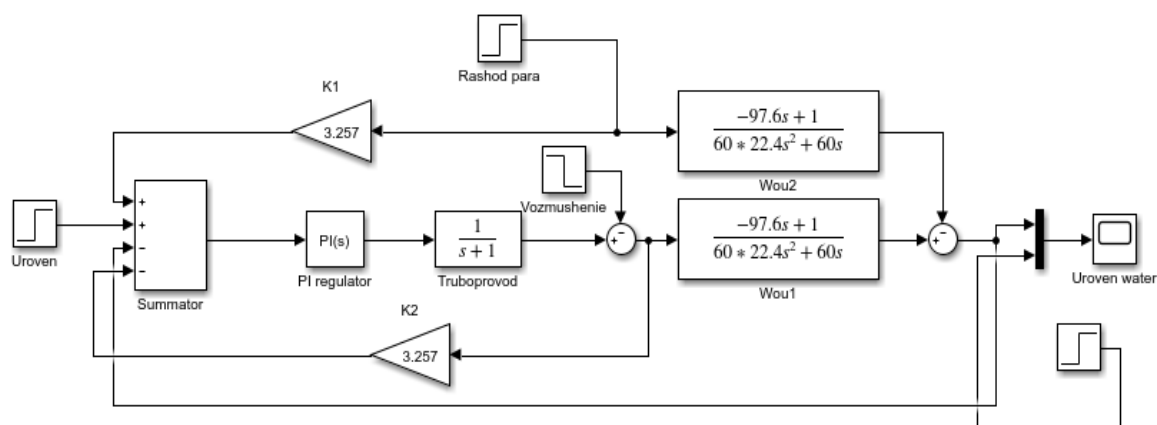 Rashod para
K1
3.257
−97.6s + 1
60 ∗ 22.4s² + 60s
Wou2
Vozmushenie
+
+
−
−
Uroven
Summator
PI(s)
PI regulator
1
s + 1
Truboprovod
+
−
−97.6s + 1
60 ∗ 22.4s² + 60s
Wou1
+
−
Uroven water
K2
3.257